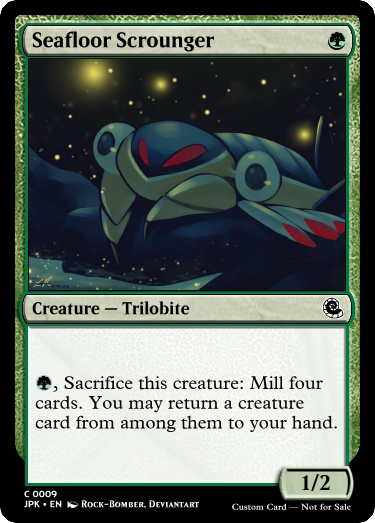 Seafloor Scrounger
Creature — Trilobite
, Sacrifice this creature: Mill four
cards. You may return a creature
card from among them to your hand.
1/2
C 0009
JPK • EN Rock-Bomber, Deviantart
Custom Card — Not for Sale